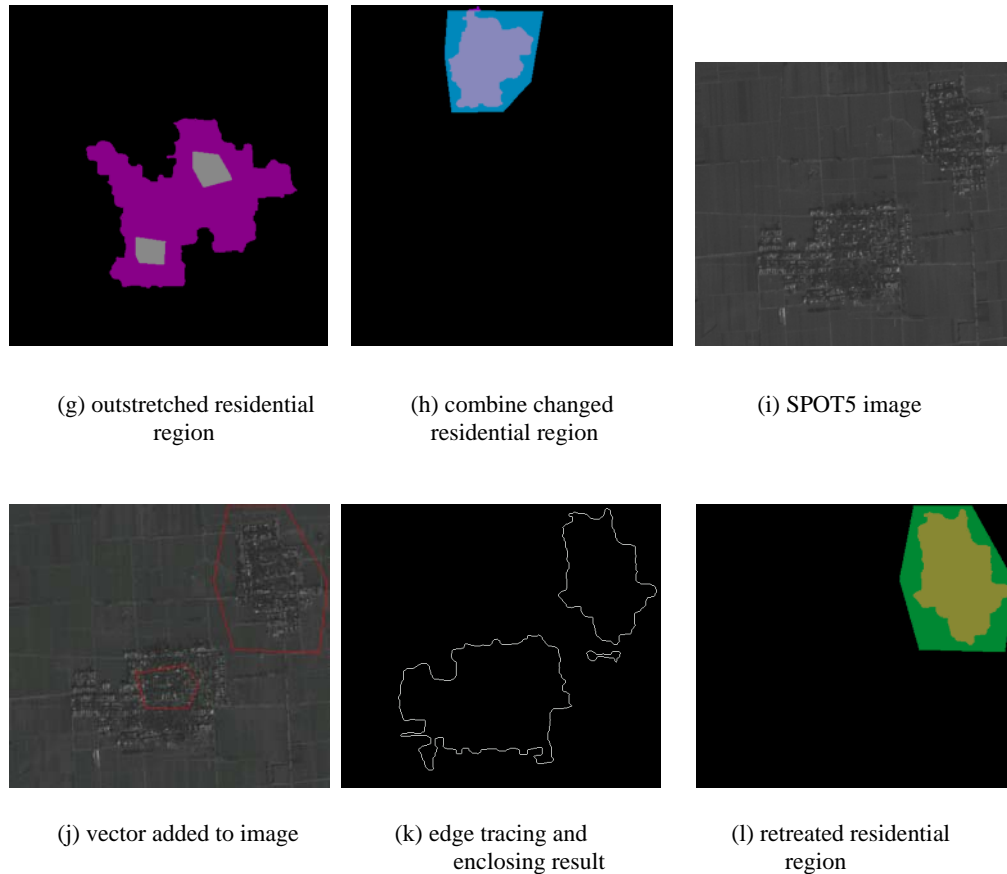 (g) outstretched residential
region
(h) combine changed
residential region
(i) SPOT5 image
(j) vector added to image
(k) edge tracing and
enclosing result
(l) retreated residential
region